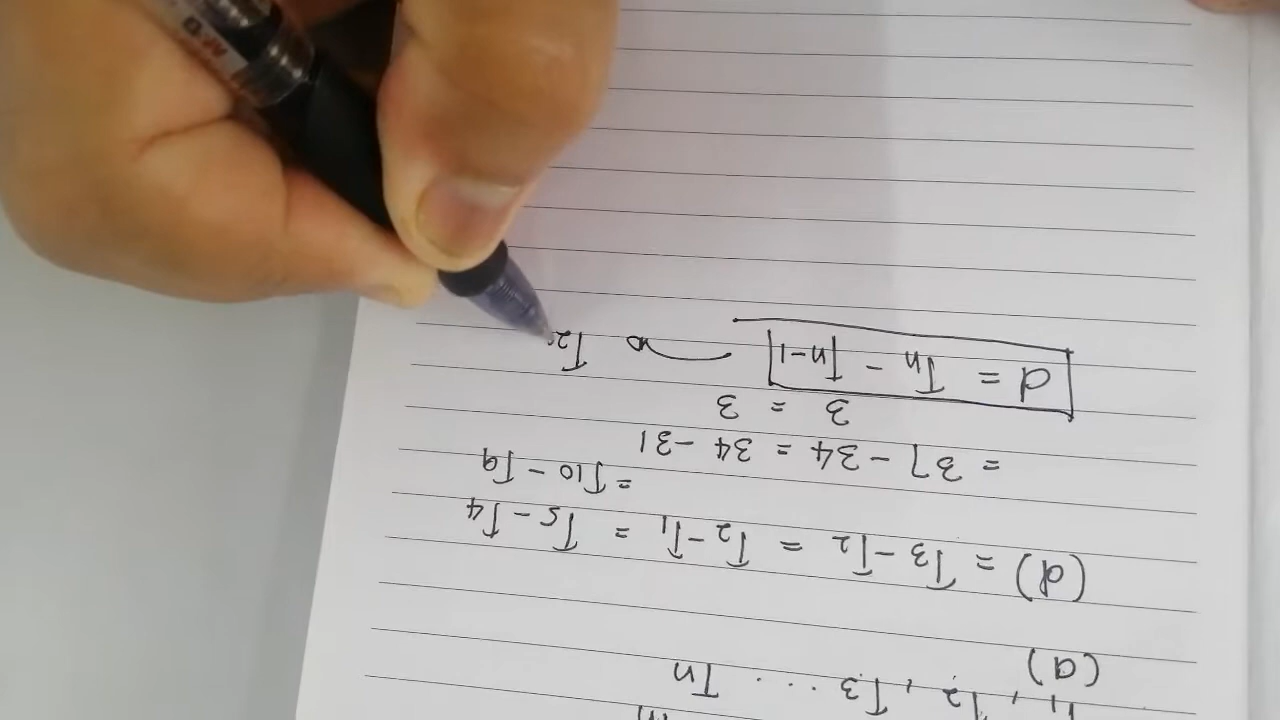 T1, T2, T3 ... Tn
(a)
(d) = T3 - T2 = T2 - T1 = T5 - T4
= T10 - T9
= 37 - 34 = 34 - 31
3 = 3
d = Tn - Tn-1 T2